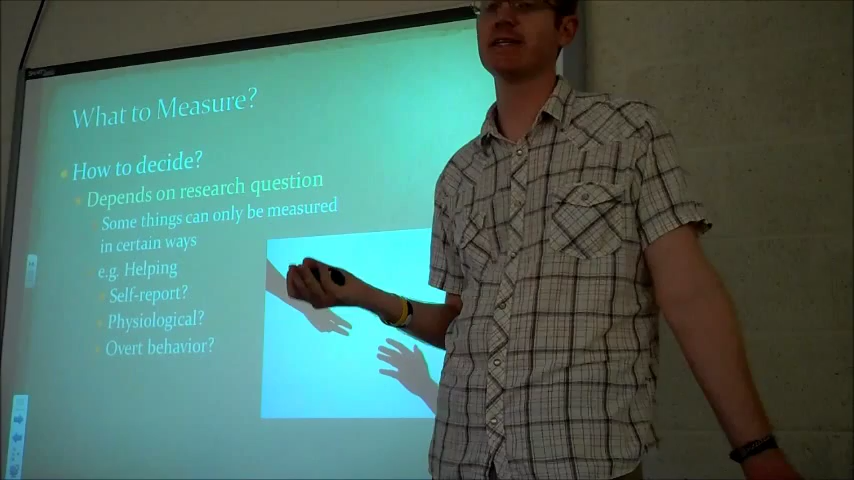 What to Measure?
How to decide?
Depends on research question
Some things can only be measured
in certain ways
e.g. Helping
Self-report?
Physiological?
Overt behavior?